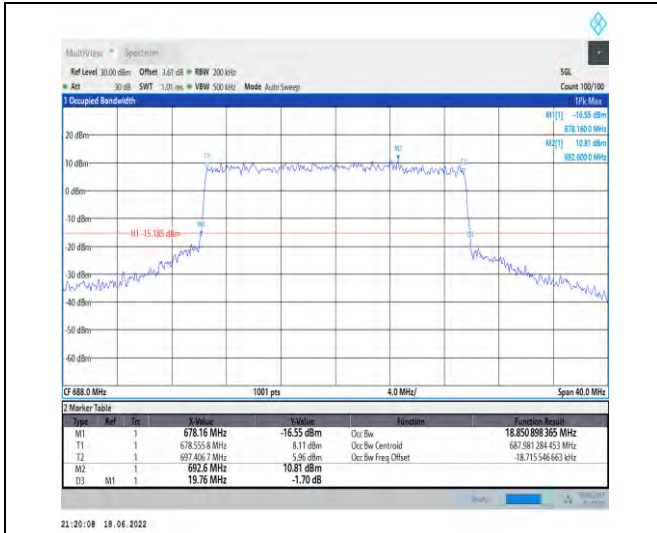 MultiView Spectrum
Ref Level 30.00 dBm Offset 3.61 dB RBW 200 kHz SGL
Att 30 dB SWT 1.01 ms VBW 500 kHz Mode Auto Sweep Count 100/100
1 Occupied Bandwidth 1Pk Max
M1[1] -16.55 dBm
678.160 0 MHz
M2[1] 10.81 dBm
692.600 0 MHz
20 dBm
M2
10 dBm
0 dBm
-10 dBm
M1
H1 -15.185 dBm
-20 dBm
-30 dBm
-40 dBm
-50 dBm
-60 dBm
CF 688.0 MHz 1001 pts 4.0 MHz/ Span 40.0 MHz
2 Marker Table
Type Ref Trc X-Value Y-Value Function Function Result
M1 1 678.16 MHz -16.55 dBm Occ Bw 18.850 898 365 MHz
T1 1 678.555 8 MHz 8.11 dBm Occ Bw Centroid 687.981 284 453 MHz
T2 1 697.406 7 MHz 5.96 dBm Occ Bw Freq Offset -18.715 546 663 kHz
M2 1 692.6 MHz 10.81 dBm
D3 M1 1 19.76 MHz -1.70 dB
21:20:08 18.06.2022